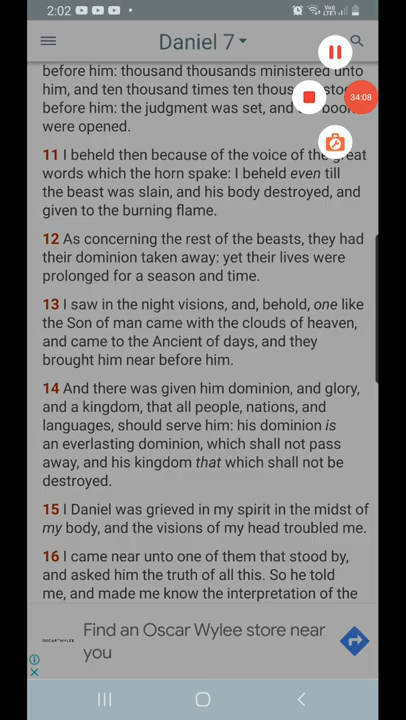 2:02
Vo)) LTE1
Daniel 7
34:08
before him: thousand thousands ministered unto
him, and ten thousand times ten stood
before him: the judgment was set, and
were opened.
11 I beheld then because of the voice of the great
words which the horn spake: I beheld even till
the beast was slain, and his body destroyed, and
given to the burning flame.
12 As concerning the rest of the beasts, they had
their dominion taken away: yet their lives were
prolonged for a season and time.
13 I saw in the night visions, and, behold, one like
the Son of man came with the clouds of heaven,
and came to the Ancient of days, and they
brought him near before him.
14 And there was given him dominion, and glory,
and a kingdom, that all people, nations, and
languages, should serve him: his dominion is
an everlasting dominion, which shall not pass
away, and his kingdom that which shall not be
destroyed.
15 I Daniel was grieved in my spirit in the midst of
my body, and the visions of my head troubled me.
16 I came near unto one of them that stood by,
and asked him the truth of all this. So he told
me, and made me know the interpretation of the
OSCAR WYLEE
Find an Oscar Wylee store near
you